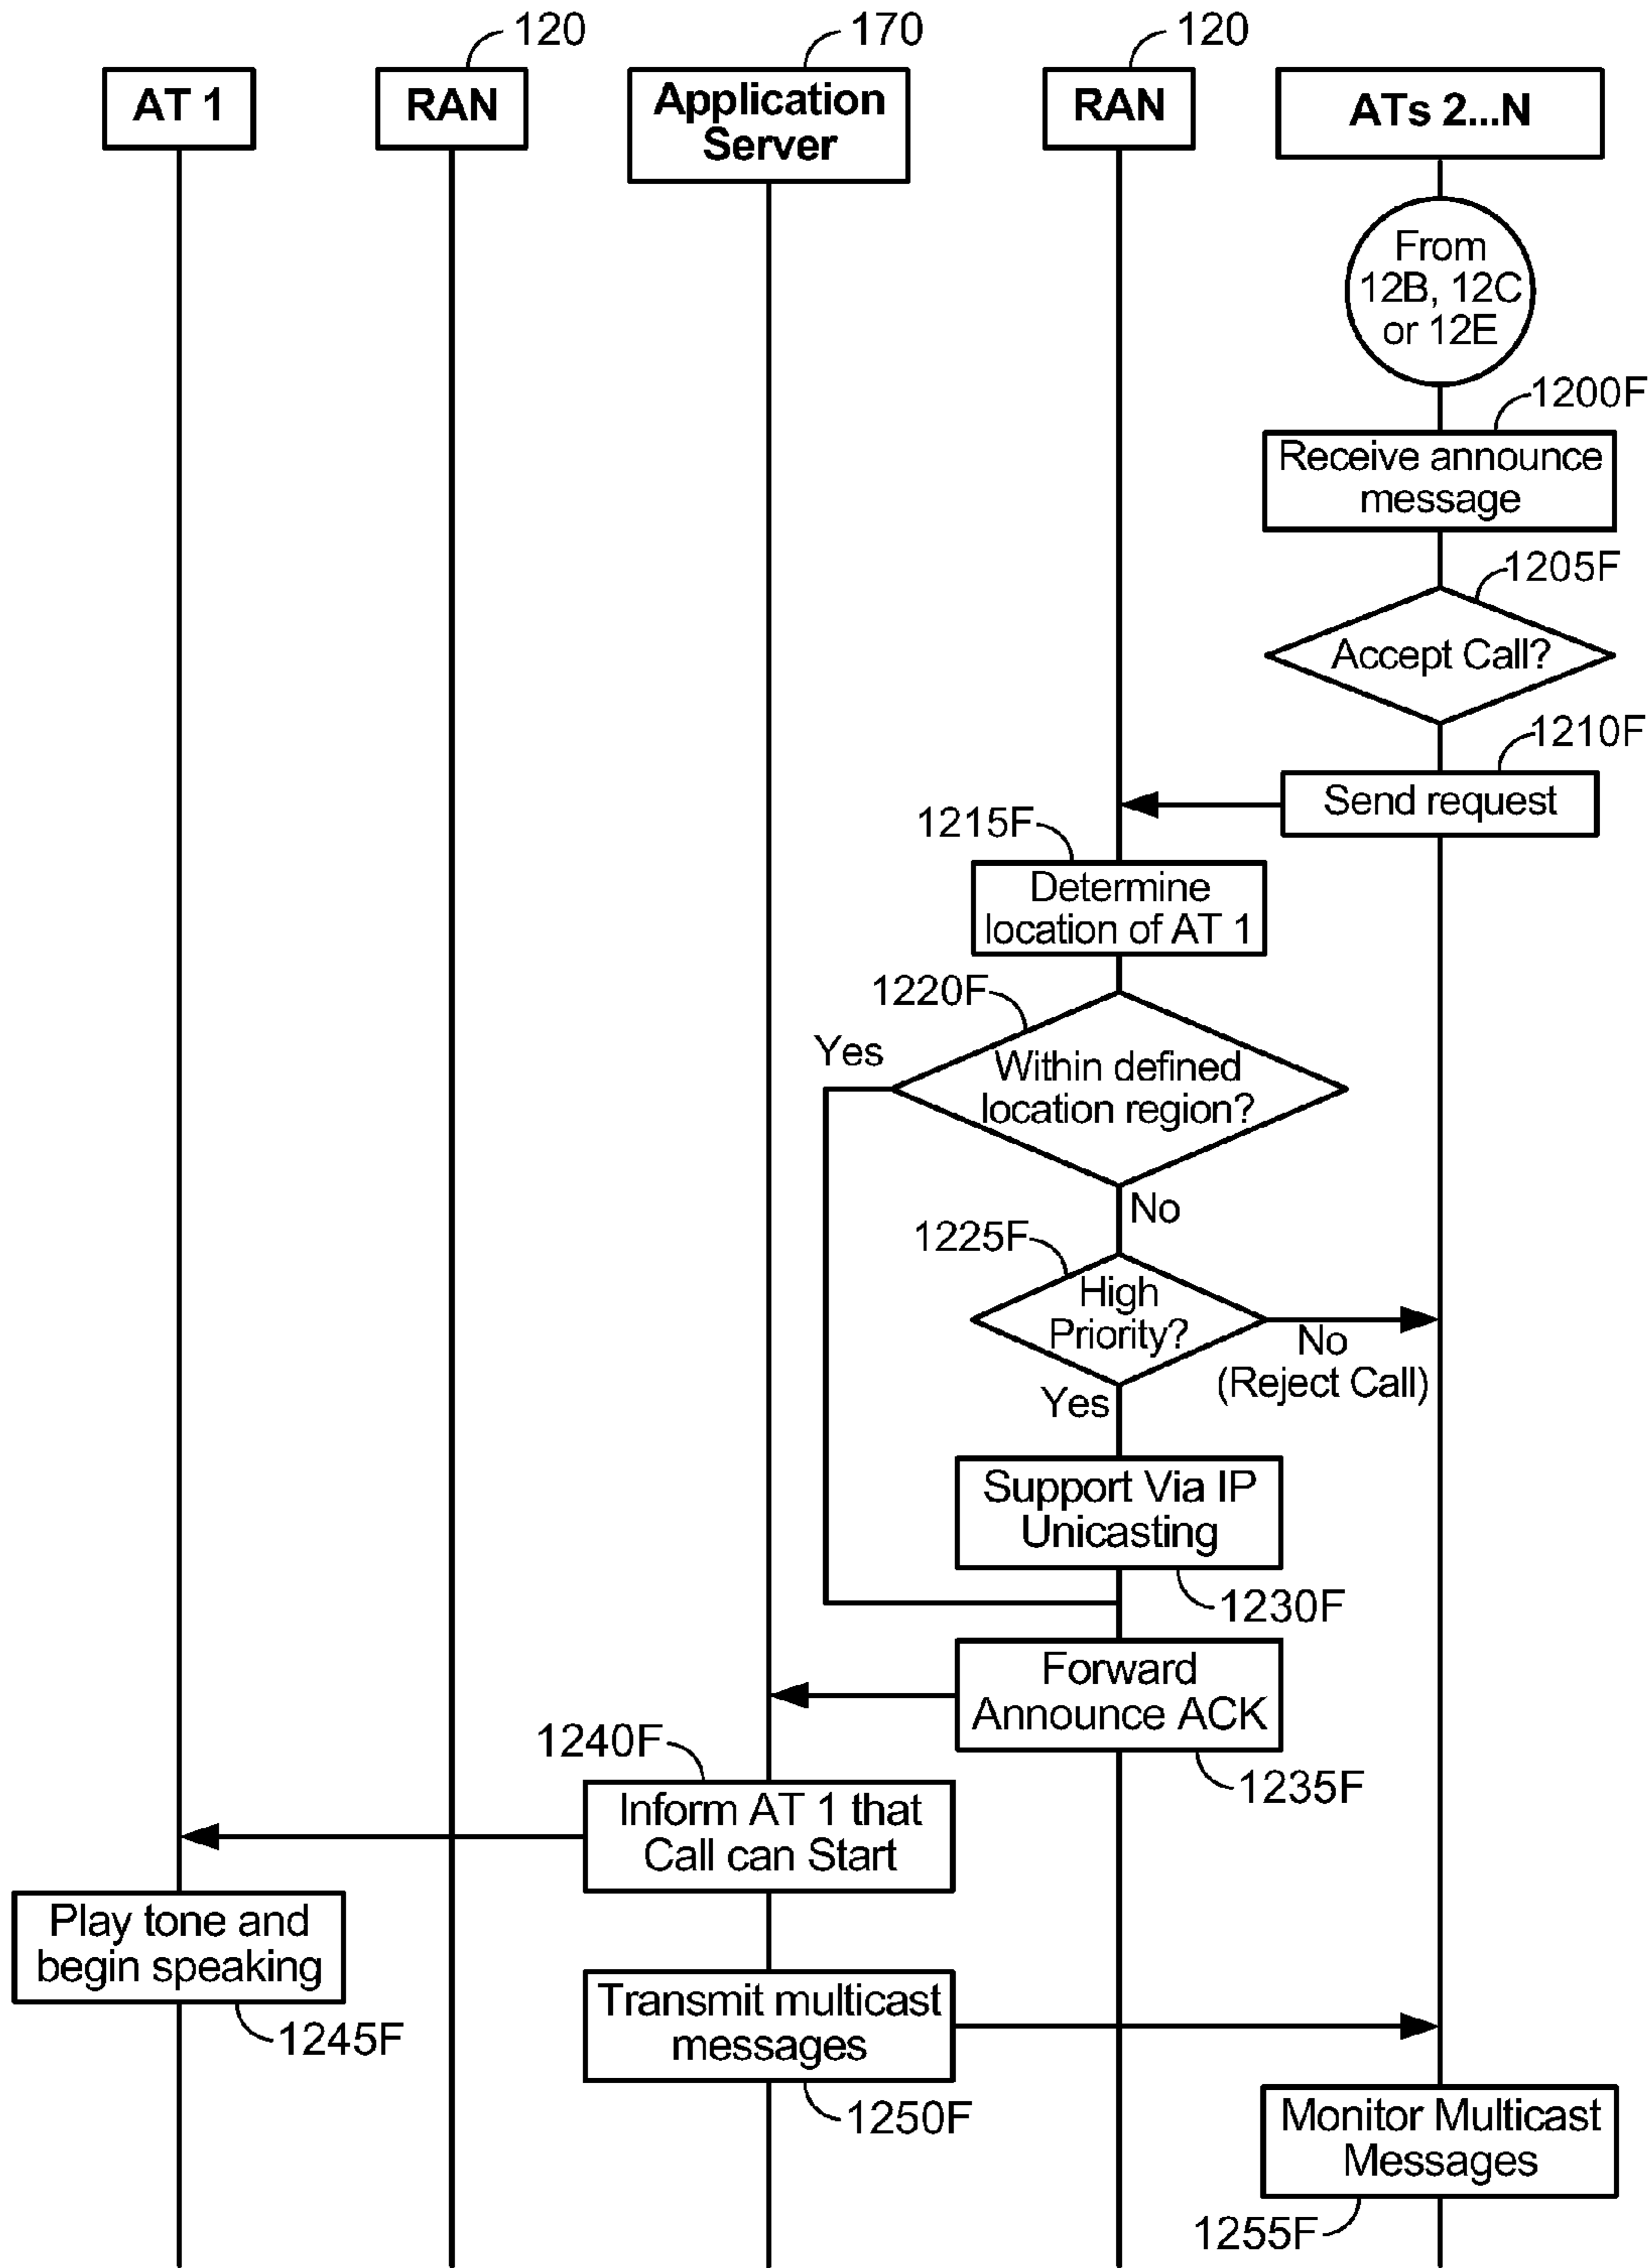 120
170
120
AT 1
RAN
Application
Server
RAN
ATs 2...N
From
12B, 12C
or 12E
1200F
Receive announce
message
1205F
Accept Call?
1210F
Send request
1215F
Determine
location of AT 1
1220F
Yes
Within defined
location region?
No
1225F
High
Priority?
No
(Reject Call)
Yes
Support Via IP
Unicasting
1230F
Forward
Announce ACK
1235F
1240F
Inform AT 1 that
Call can Start
Play tone and
begin speaking
1245F
Transmit multicast
messages
1250F
Monitor Multicast
Messages
1255F